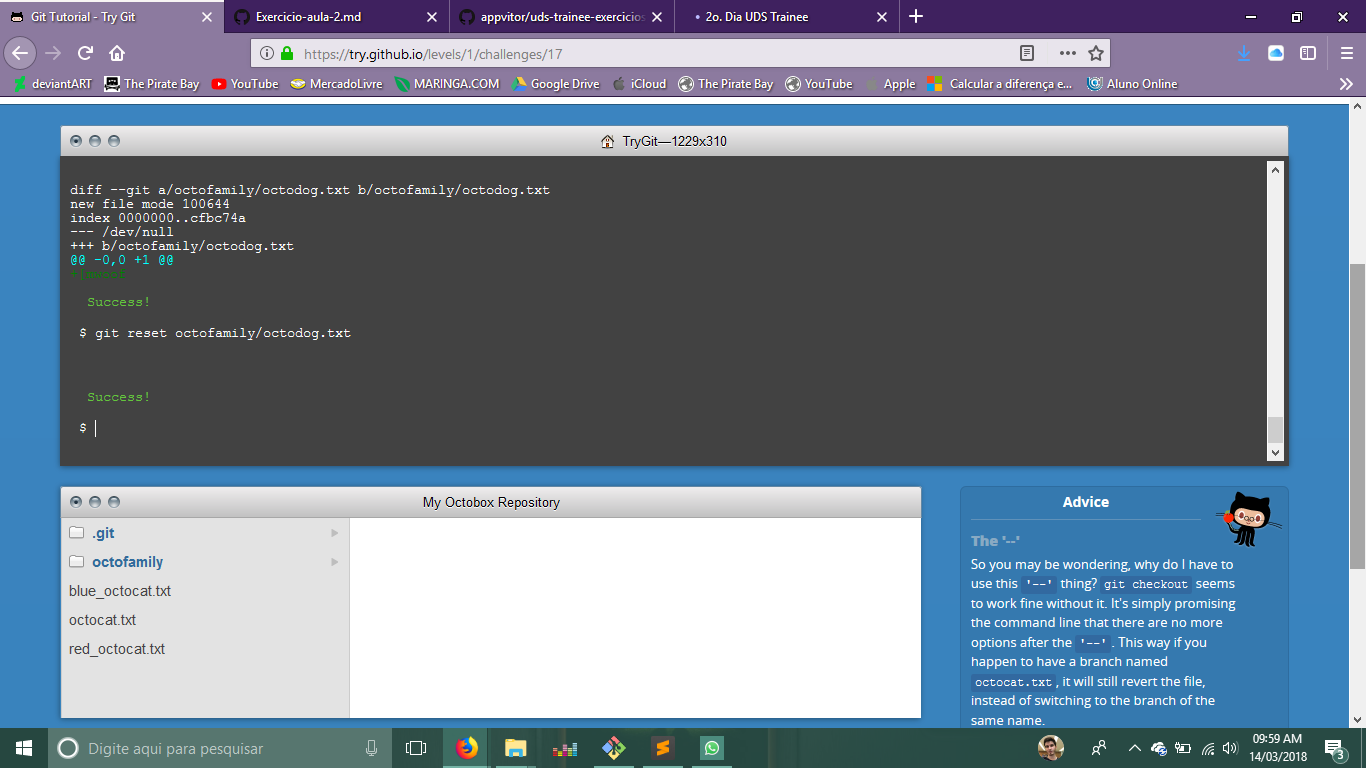 Git Tutorial - Try Git
Exercicio-aula-2.md
appvitor/uds-trainee-exercicios
2o. Dia UDS Trainee
https://try.github.io/levels/1/challenges/17
deviantART
The Pirate Bay
YouTube
MercadoLivre
MARINGA.COM
Google Drive
iCloud
The Pirate Bay
YouTube
Apple
Calcular a diferença e...
Aluno Online
TryGit—1229x310
diff --git a/octofamily/octodog.txt b/octofamily/octodog.txt
new file mode 100644
index 0000000..cfbc74a
--- /dev/null
+++ b/octofamily/octodog.txt
@@ -0,0 +1 @@
+[mwoof
Success!
$ git reset octofamily/octodog.txt
Success!
$
My Octobox Repository
.git
octofamily
blue_octocat.txt
octocat.txt
red_octocat.txt
Advice
The '--'
So you may be wondering, why do I have to
use this '--' thing? git checkout seems
to work fine without it. It's simply promising
the command line that there are no more
options after the '--'. This way if you
happen to have a branch named
octocat.txt, it will still revert the file,
instead of switching to the branch of the
same name.
Digite aqui para pesquisar
09:59 AM
14/03/2018
3